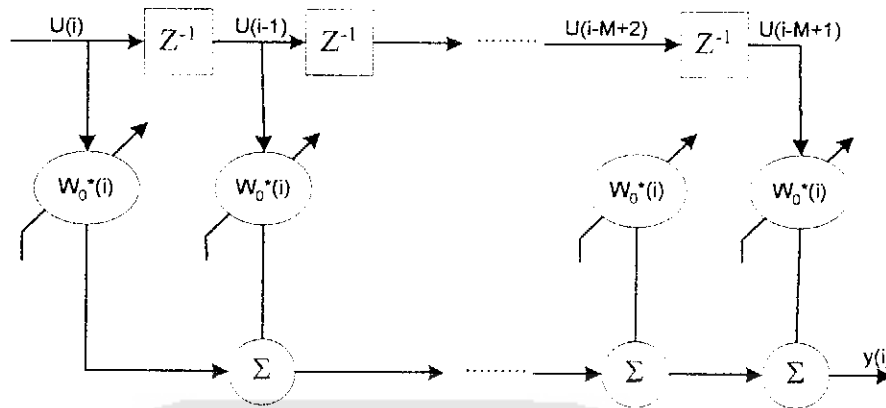 U(i) Z⁻¹ U(i-1) Z⁻¹ ........ U(i-M+2) Z⁻¹ U(i-M+1)
W₀*(i) W₀*(i) W₀*(i) W₀*(i)
Σ ........ Σ Σ y(i